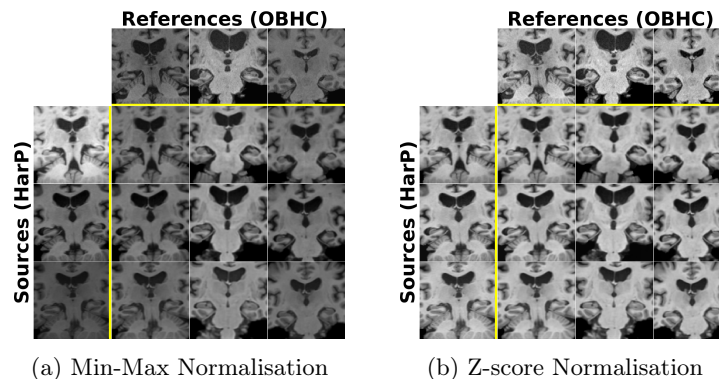 References (OBHC)
Sources (HarP)
(a) Min-Max Normalisation
References (OBHC)
Sources (HarP)
(b) Z-score Normalisation